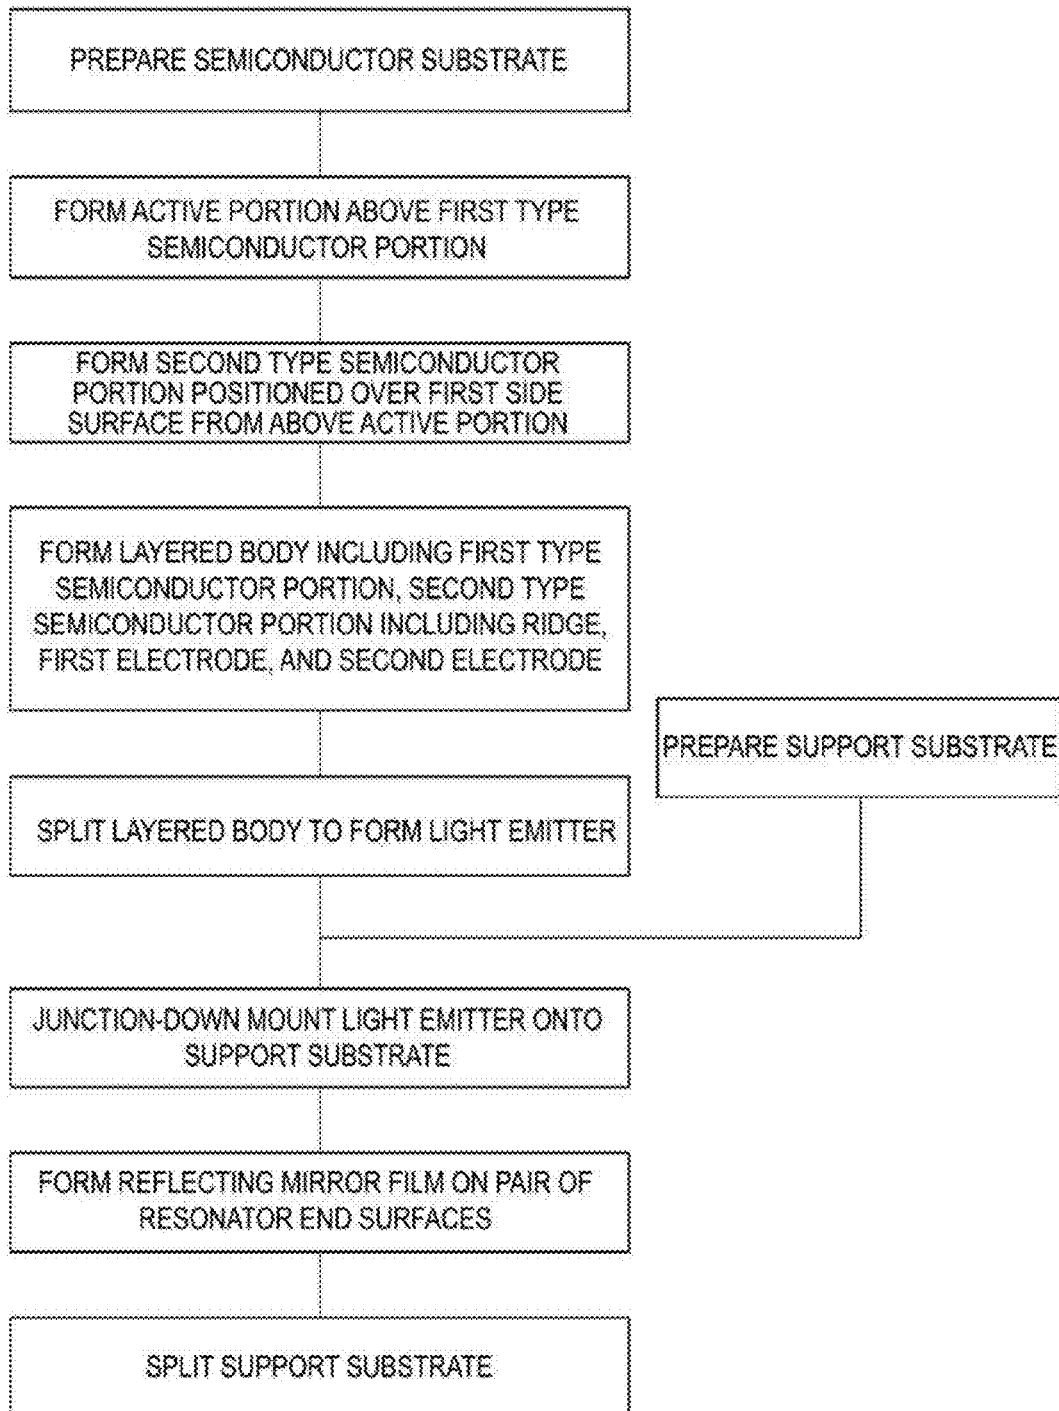 PREPARE SEMICONDUCTOR SUBSTRATE
FORM ACTIVE PORTION ABOVE FIRST TYPE
SEMICONDUCTOR PORTION
FORM SECOND TYPE SEMICONDUCTOR
PORTION POSITIONED OVER FIRST SIDE
SURFACE FROM ABOVE ACTIVE PORTION
FORM LAYERED BODY INCLUDING FIRST TYPE
SEMICONDUCTOR PORTION, SECOND TYPE
SEMICONDUCTOR PORTION INCLUDING RIDGE,
FIRST ELECTRODE, AND SECOND ELECTRODE
PREPARE SUPPORT SUBSTRATE
SPLIT LAYERED BODY TO FORM LIGHT EMITTER
JUNCTION-DOWN MOUNT LIGHT EMITTER ONTO
SUPPORT SUBSTRATE
FORM REFLECTING MIRROR FILM ON PAIR OF
RESONATOR END SURFACES
SPLIT SUPPORT SUBSTRATE